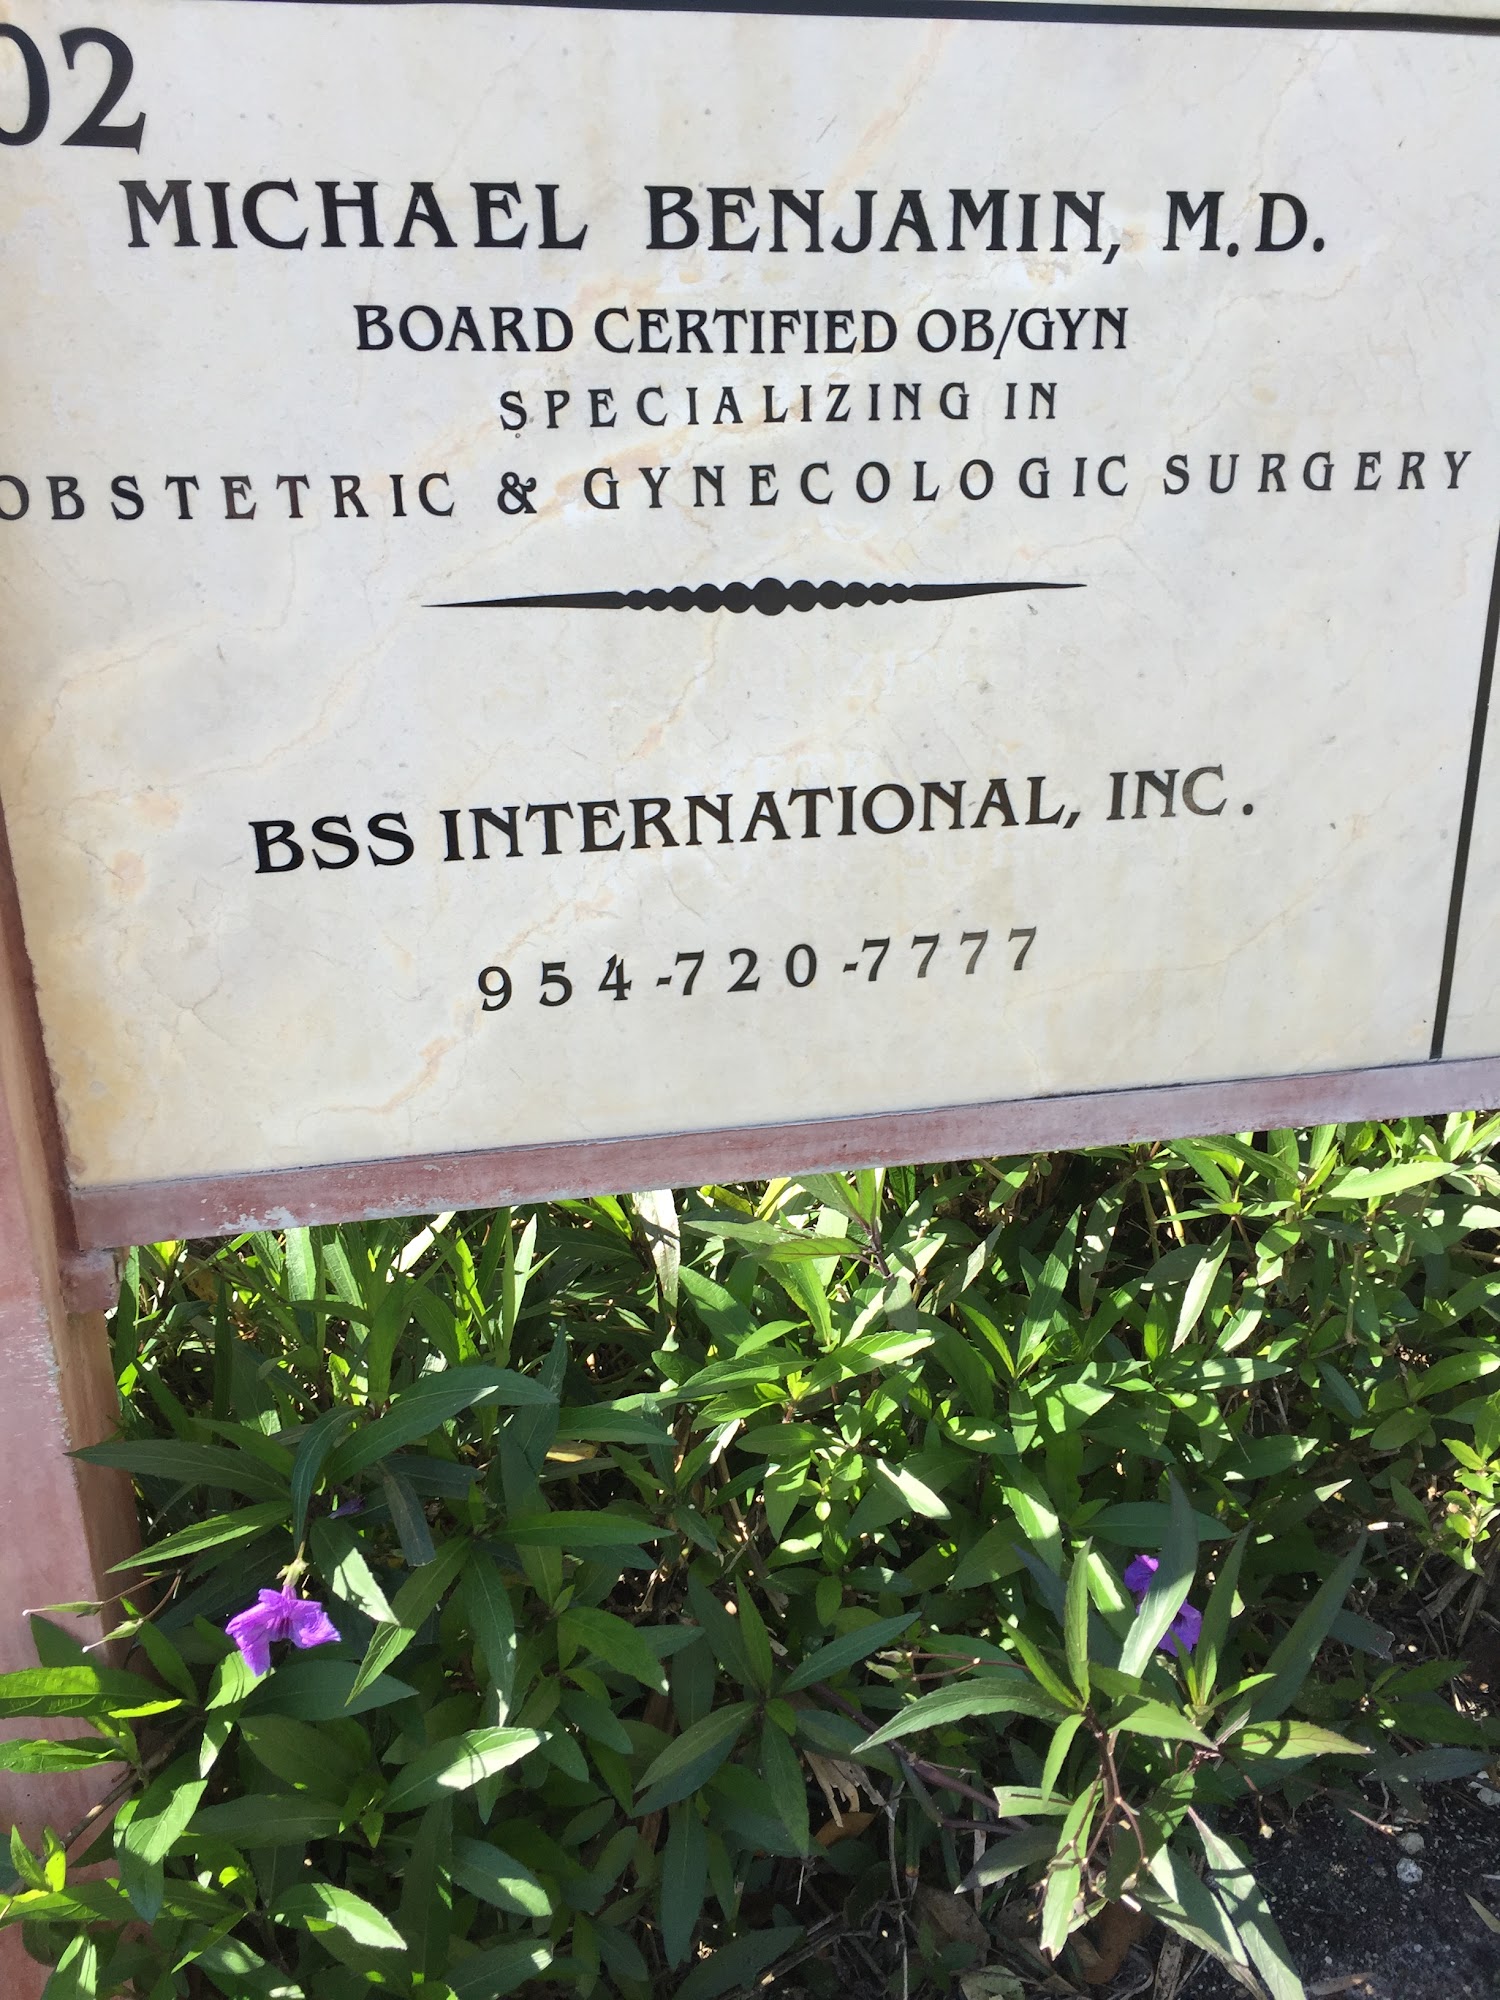 02
MICHAEL BENJAMIN, M.D.
BOARD CERTIFIED OB/GYN
SPECIALIZING IN
OBSTETRIC & GYNECOLOGIC SURGERY
BSS INTERNATIONAL, INC.
954-720-7777